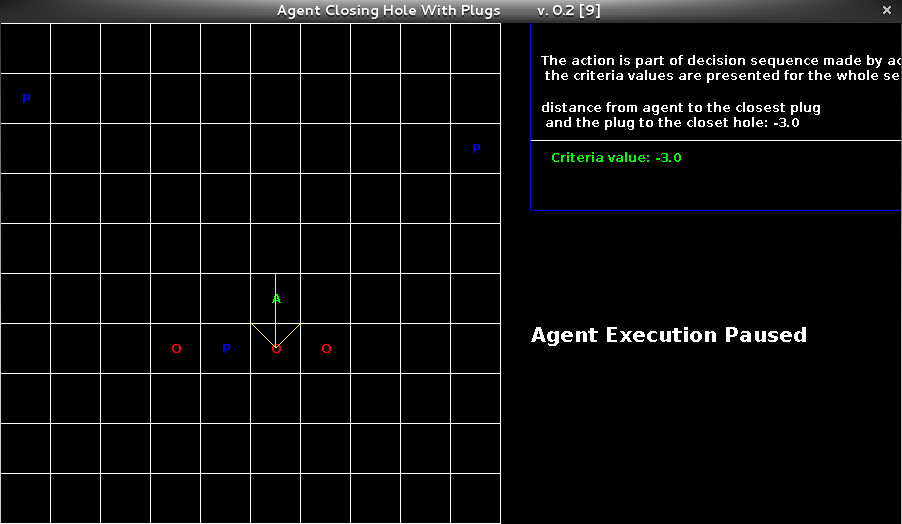 Agent Closing Hole With Plugs v. 0.2 [9]
The action is part of decision sequence made by
the criteria values are presented for the whole
distance from agent to the closest plug
and the plug to the closet hole: -3.0
Criteria value: -3.0
P
P
A
Agent Execution Paused
O P O O